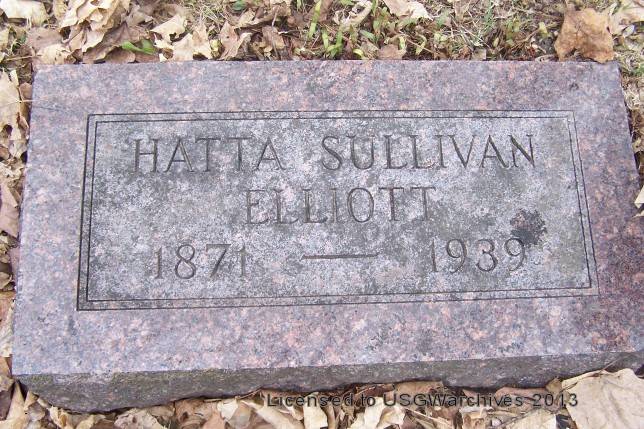 HATTA SULLIVAN
ELLIOTT
1871 — 1939
Licensed to USGWarchives 2013